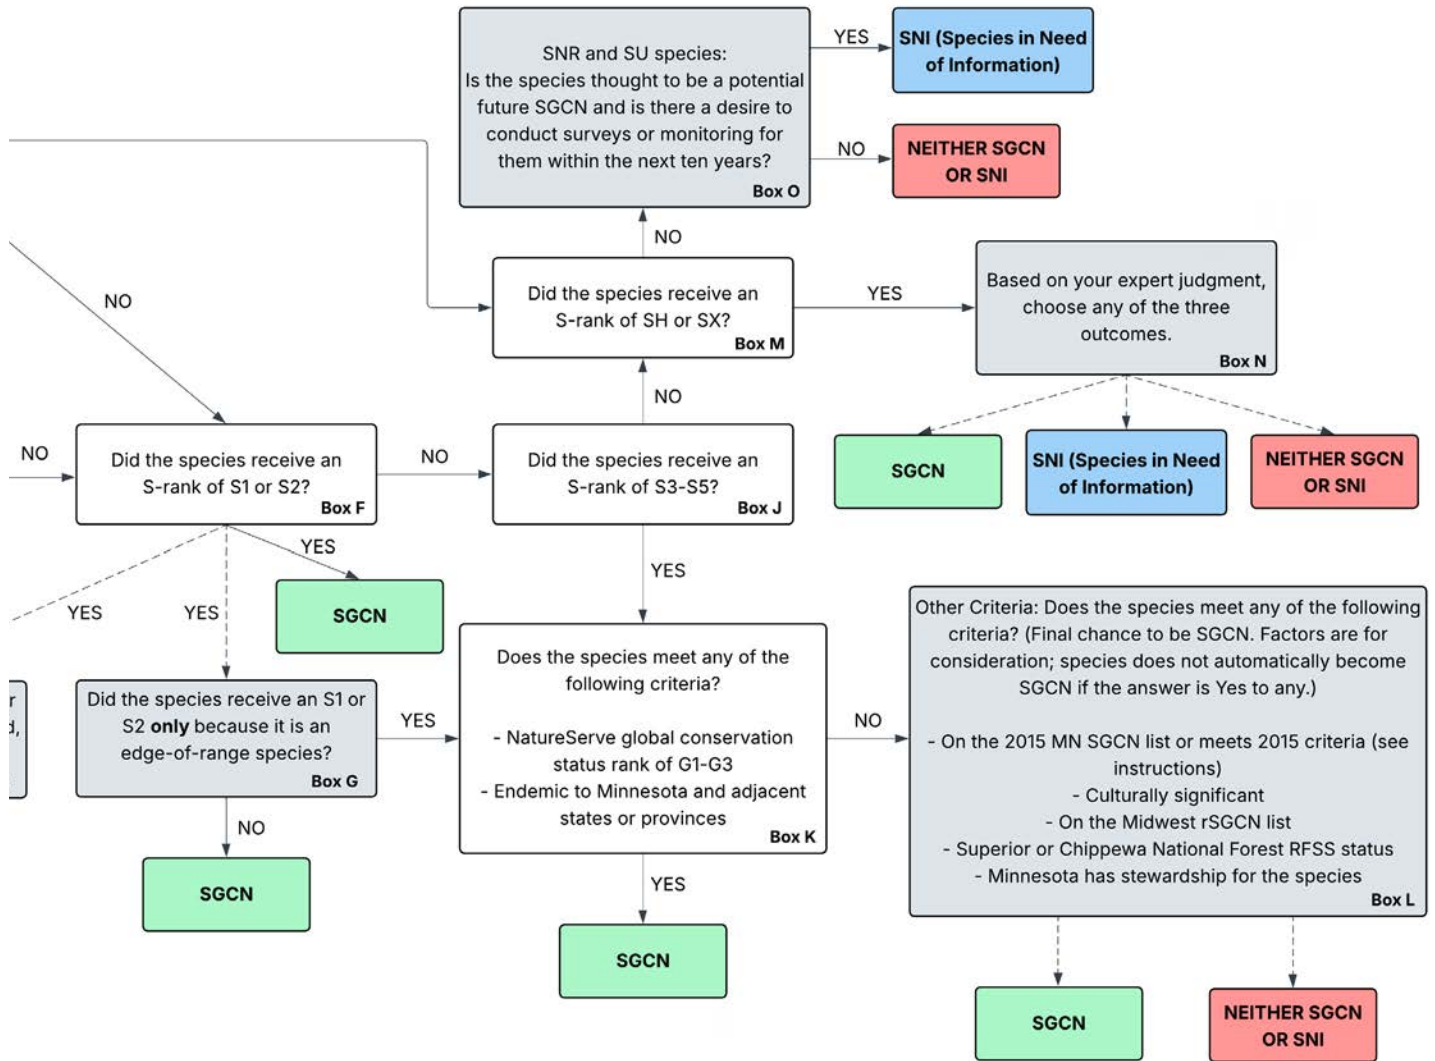 SNR and SU species:
Is the species thought to be a potential
future SGCN and is there a desire to
conduct surveys or monitoring for
them within the next ten years?
Box O
YES
SNI (Species in Need
of Information)
NO
NEITHER SGCN
OR SNI
NO
NO
Did the species receive an
S-rank of SH or SX?
Box M
YES
Based on your expert judgment,
choose any of the three
outcomes.
Box N
NO
SGCN
SNI (Species in Need
of Information)
NEITHER SGCN
OR SNI
NO
Did the species receive an
S-rank of S1 or S2?
Box F
NO
Did the species receive an
S-rank of S3-S5?
Box J
YES
YES
YES
SGCN
YES
r
d,
Did the species receive an S1 or
S2 only because it is an
edge-of-range species?
Box G
YES
NO
SGCN
Does the species meet any of the
following criteria?
- NatureServe global conservation
status rank of G1-G3
- Endemic to Minnesota and adjacent
states or provinces
Box K
YES
SGCN
NO
Other Criteria: Does the species meet any of the following
criteria? (Final chance to be SGCN. Factors are for
consideration; species does not automatically become
SGCN if the answer is Yes to any.)
- On the 2015 MN SGCN list or meets 2015 criteria (see
instructions)
- Culturally significant
- On the Midwest rSGCN list
- Superior or Chippewa National Forest RFSS status
- Minnesota has stewardship for the species
Box L
SGCN
NEITHER SGCN
OR SNI